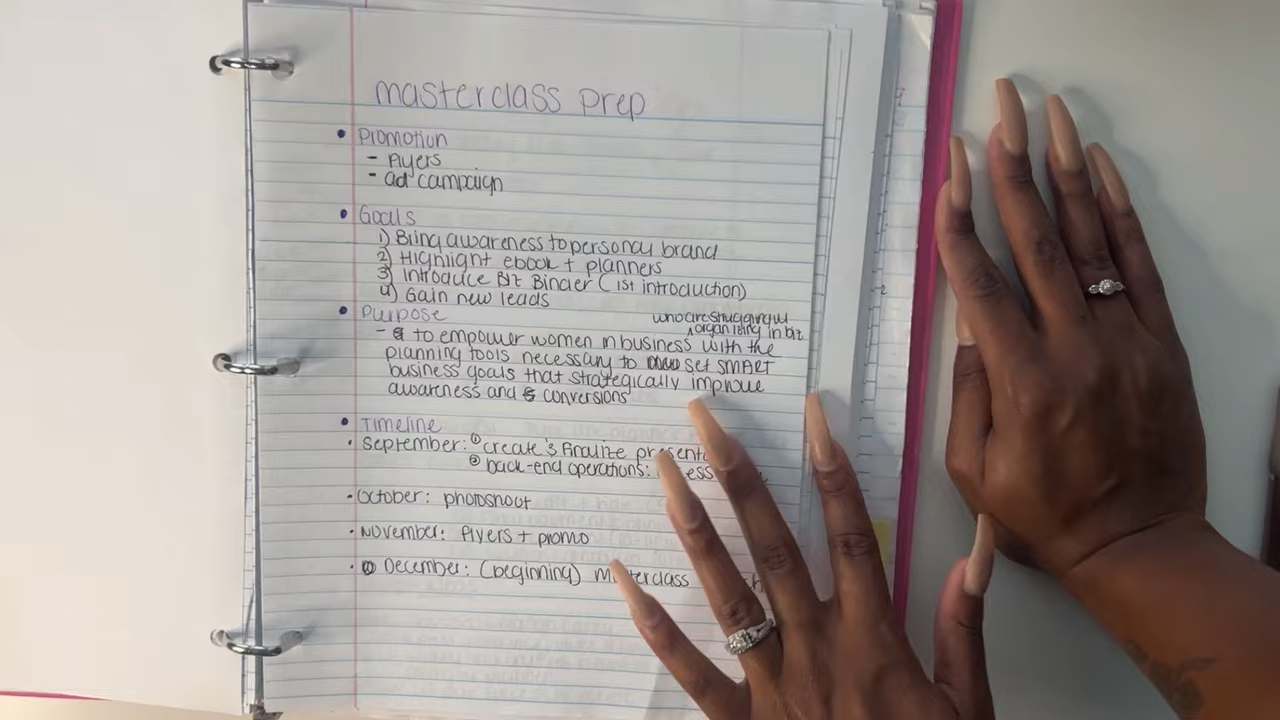 masterclass prep
• Promotion
- Flyers
- ad campaign
• Goals
1) Bring awareness to personal brand
2) Highlight ebook + planners
3) Introduce Biz Binder (1st introduction)
4) Gain new leads
• Purpose
who are struggling w/
organizing in biz
- to empower women in business with the
planning tools necessary to set SMART
business goals that strategically improve
awareness and conversions
• Timeline
• September: ① create & finalize
② back-end operations:
• October: photoshoot
• November: Flyers + promo
• December: (beginning) masterclass